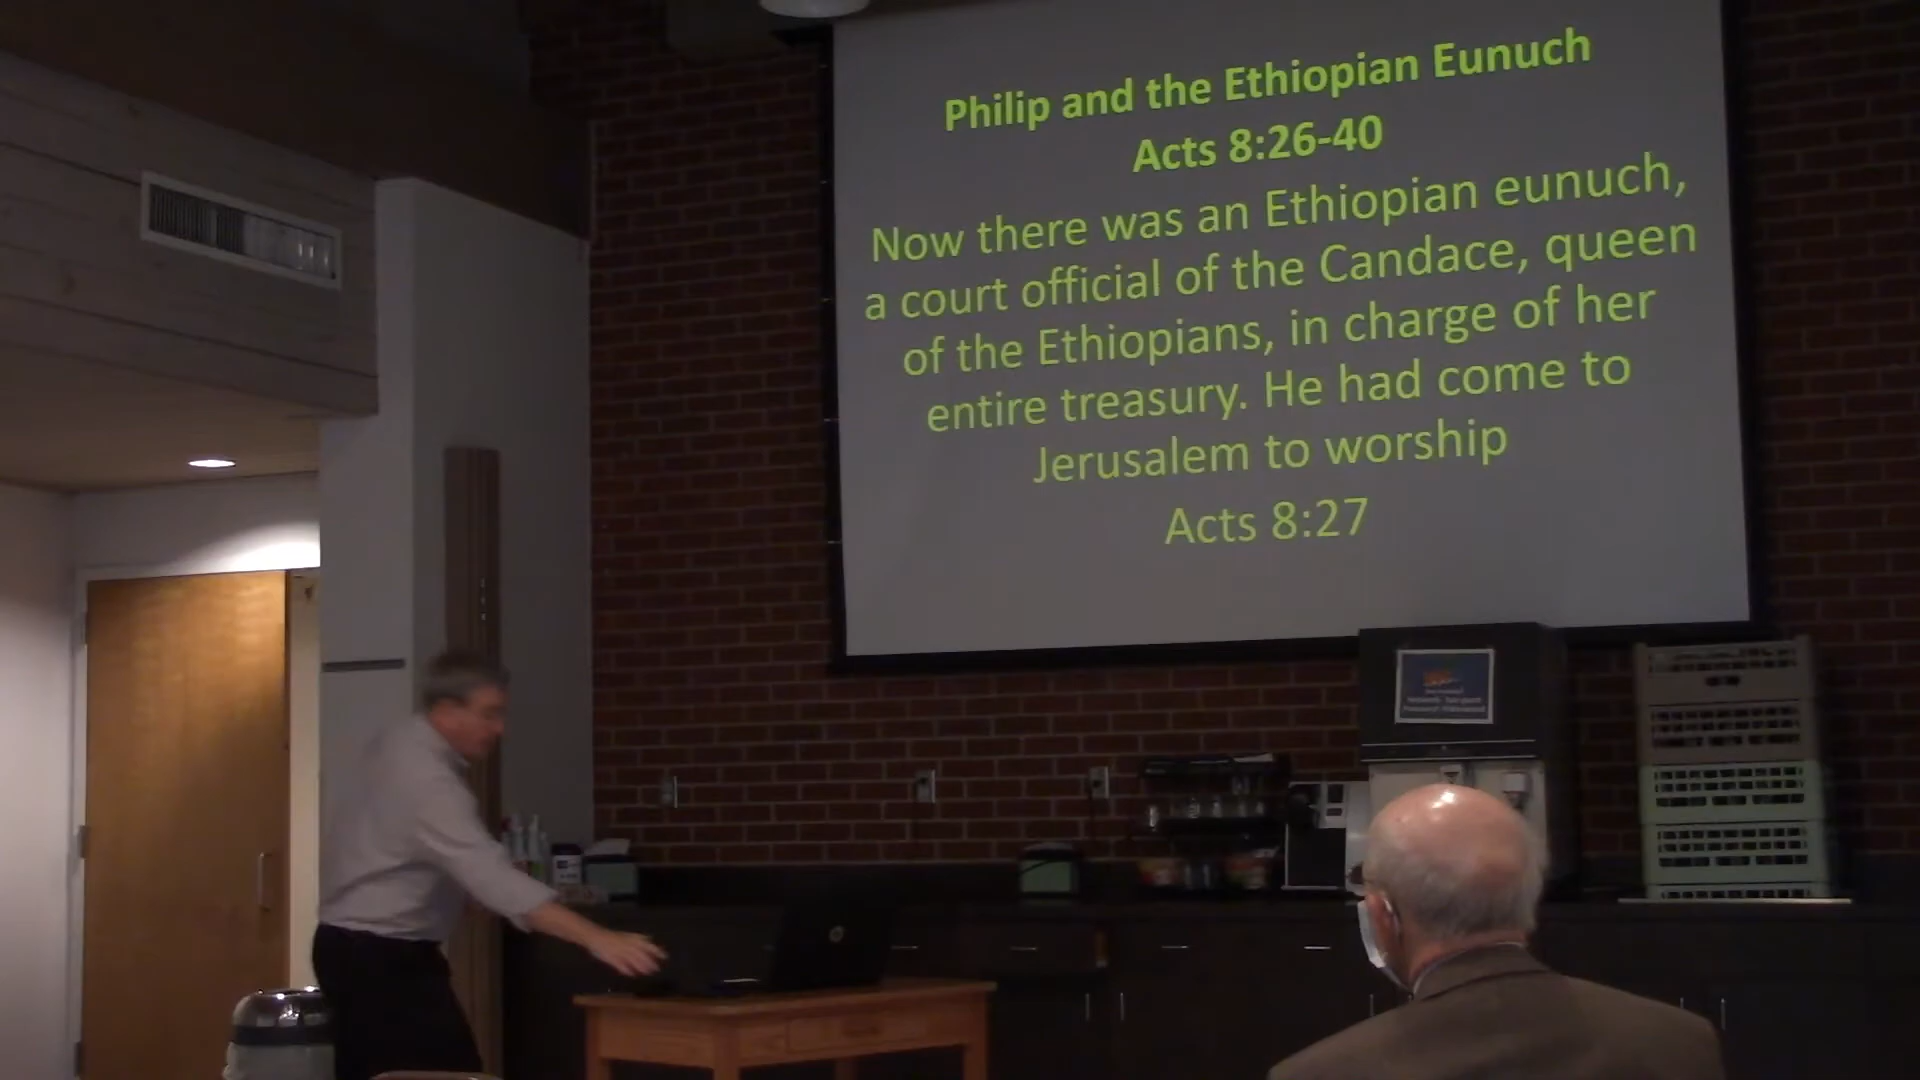 Philip and the Ethiopian Eunuch
Acts 8:26-40
Now there was an Ethiopian eunuch,
a court official of the Candace, queen
of the Ethiopians, in charge of her
entire treasury. He had come to
Jerusalem to worship
Acts 8:27